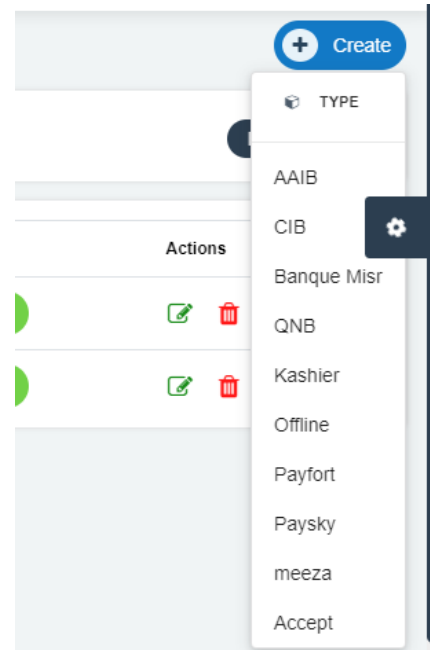 Create
TYPE
AAIB
CIB
Actions
Banque Misr
QNB
Kashier
Offline
Payfort
Paysky
meeza
Accept